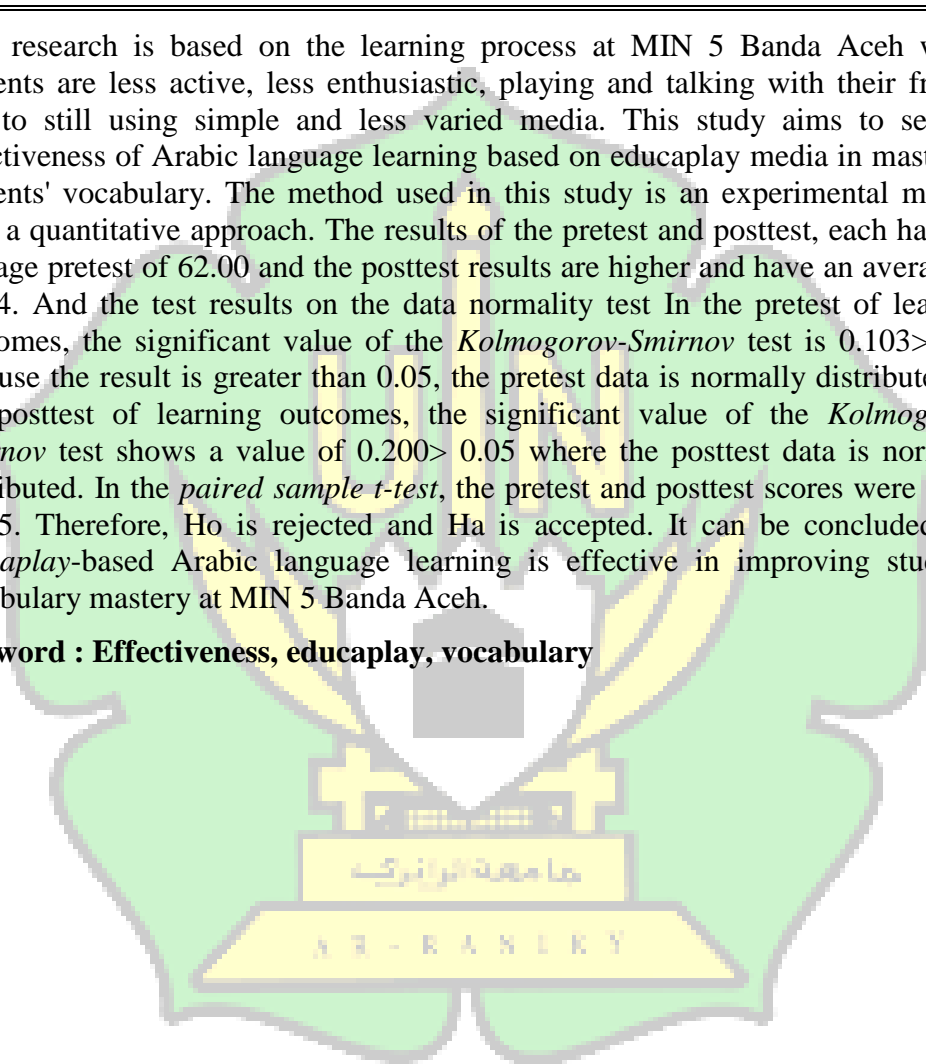 research is based on the learning process at MIN 5 Banda Aceh w
ents are less active, less enthusiastic, playing and talking with their fr
to still using simple and less varied media. This study aims to se
ctiveness of Arabic language learning based on educaplay media in mast
ents' vocabulary. The method used in this study is an experimental m
a quantitative approach. The results of the pretest and posttest, each ha
age pretest of 62.00 and the posttest results are higher and have an avera
4. And the test results on the data normality test In the pretest of lea
omes, the significant value of the Kolmogorov-Smirnov test is 0.103>
use the result is greater than 0.05, the pretest data is normally distribute
posttest of learning outcomes, the significant value of the Kolmog
rnov test shows a value of 0.200> 0.05 where the posttest data is nor
ibuted. In the paired sample t-test, the pretest and posttest scores were
5. Therefore, Ho is rejected and Ha is accepted. It can be concluded
aplay-based Arabic language learning is effective in improving stu
bulary mastery at MIN 5 Banda Aceh.
word : Effectiveness, educaplay, vocabulary
UIN
جامعة الرانري
AR-RANIRY